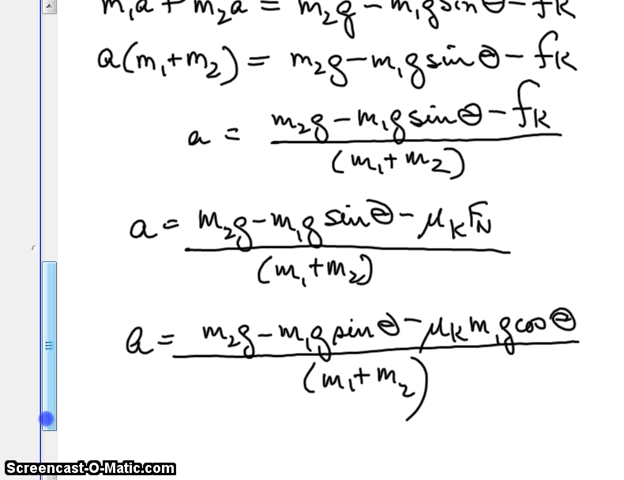 m₁a + m₂a = m₂g - m₁g sin θ - fK
a(m₁+m₂) = m₂g - m₁g sin θ - fK
a = m₂g - m₁g sin θ - fK / (m₁+m₂)
a = m₂g - m₁g sin θ - μK FN / (m₁+m₂)
a = m₂g - m₁g sin θ - μK m₁g cos θ / (m₁+m₂)
Screencast-O-Matic.com